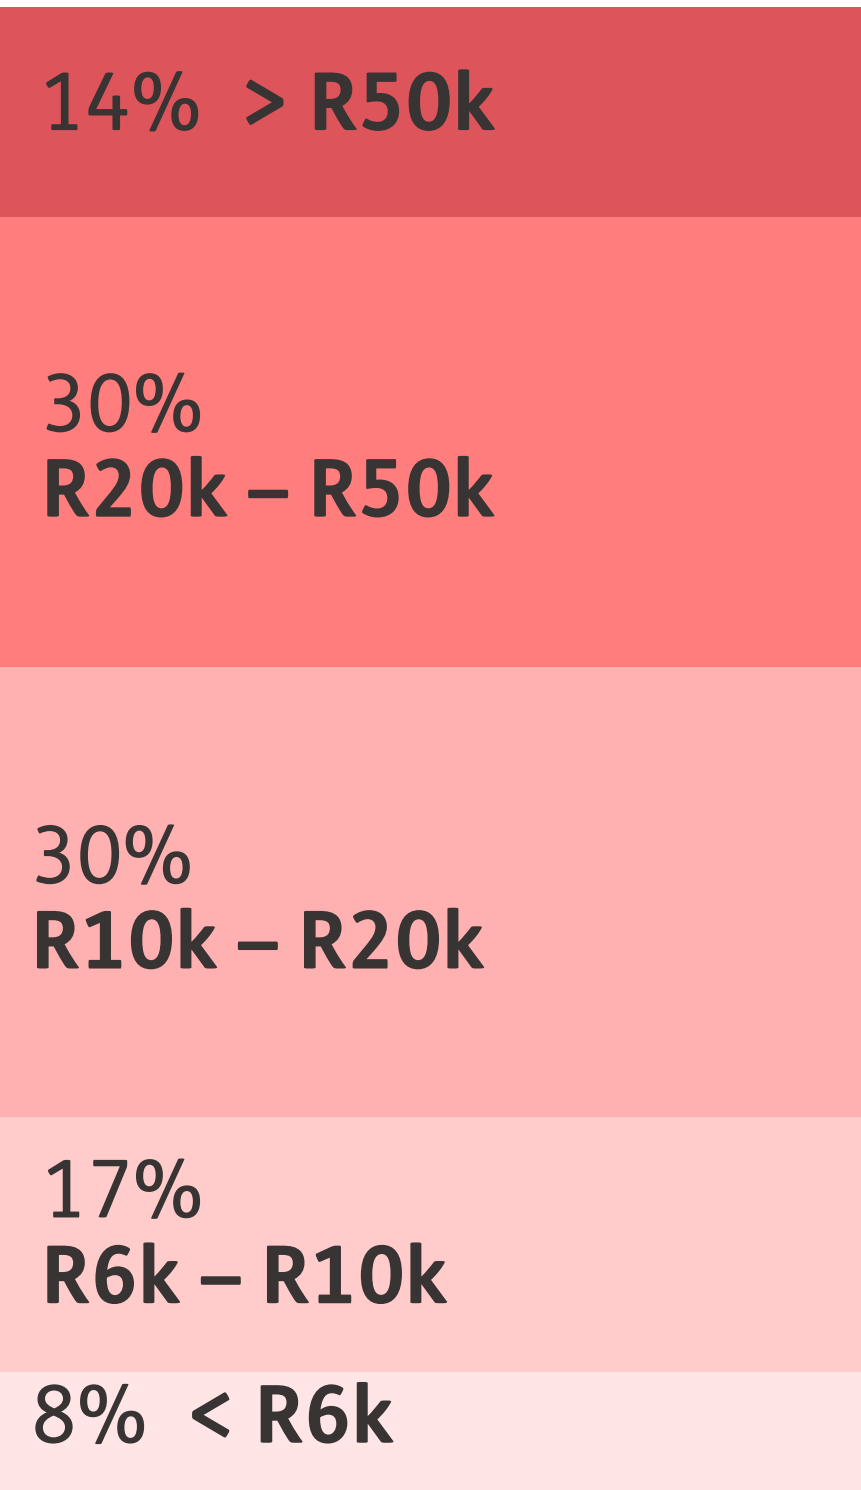 14% > R50k
30%
R20k – R50k
30%
R10k – R20k
17%
R6k – R10k
8% < R6k